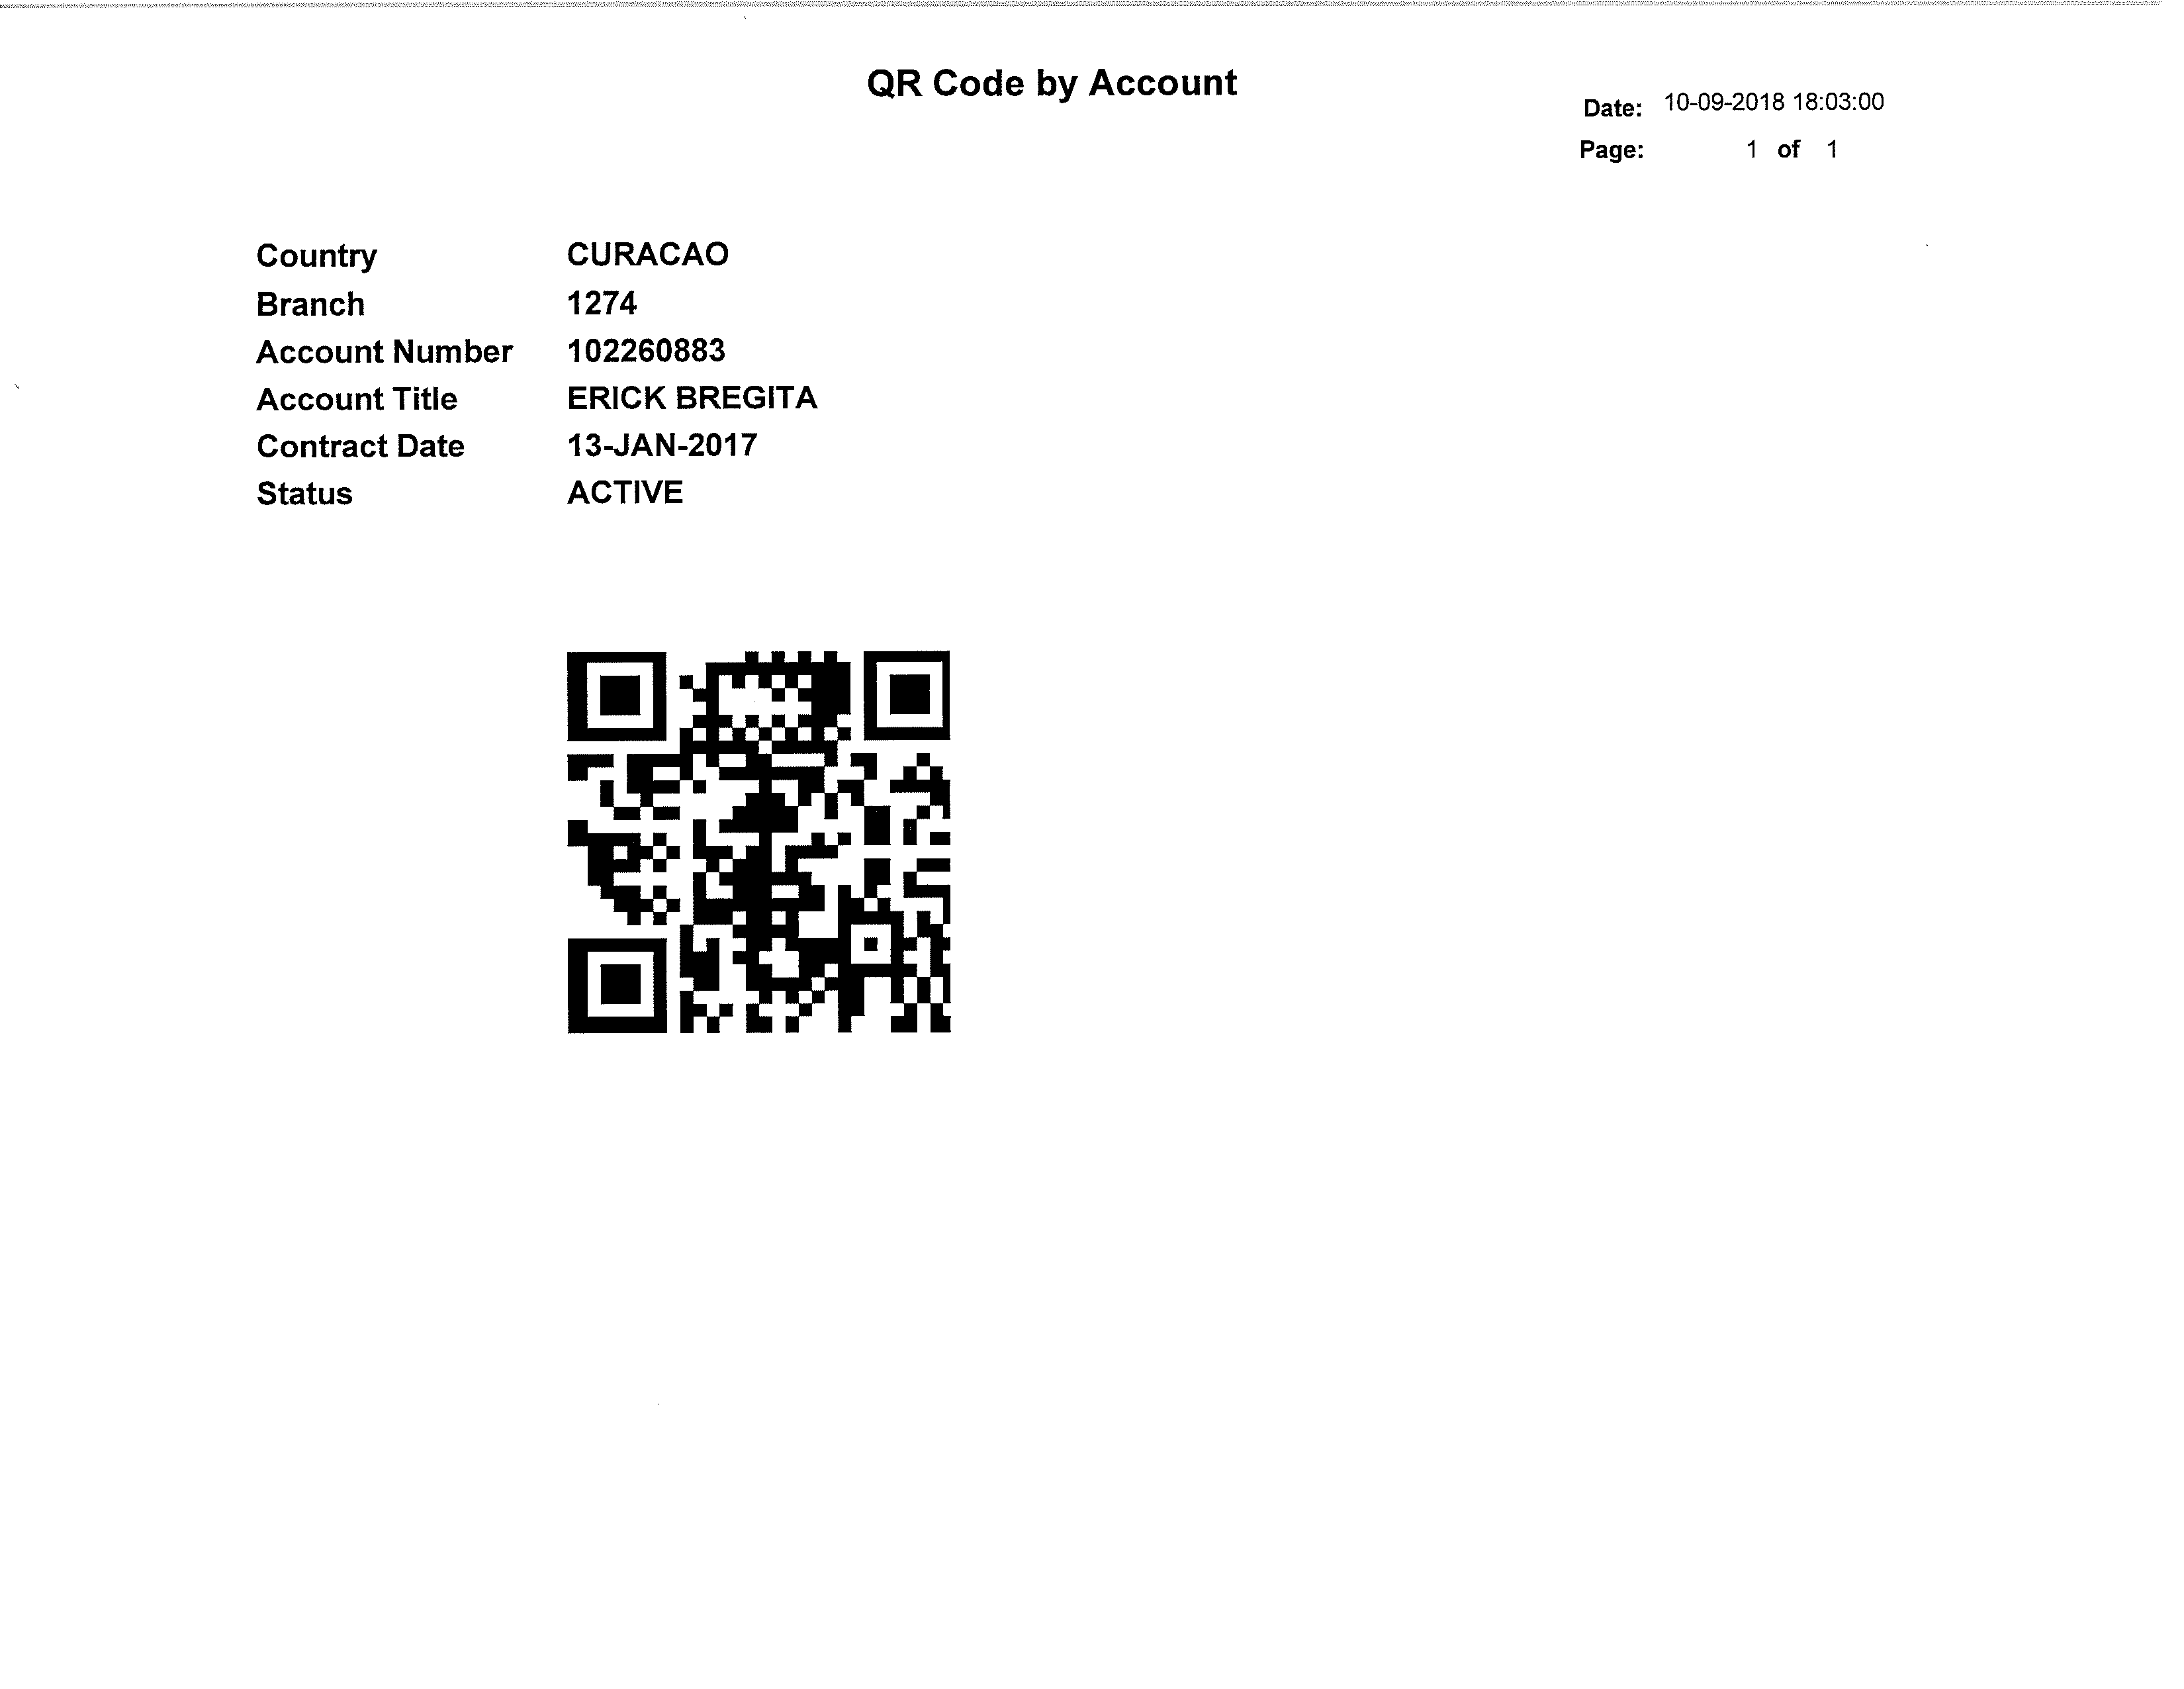 QR Code by Account
Date: 10-09-2018 18:03:00
Page: 1 of 1
Country CURACAO
Branch 1274
Account Number 102260883
Account Title ERICK BREGITA
Contract Date 13-JAN-2017
Status ACTIVE